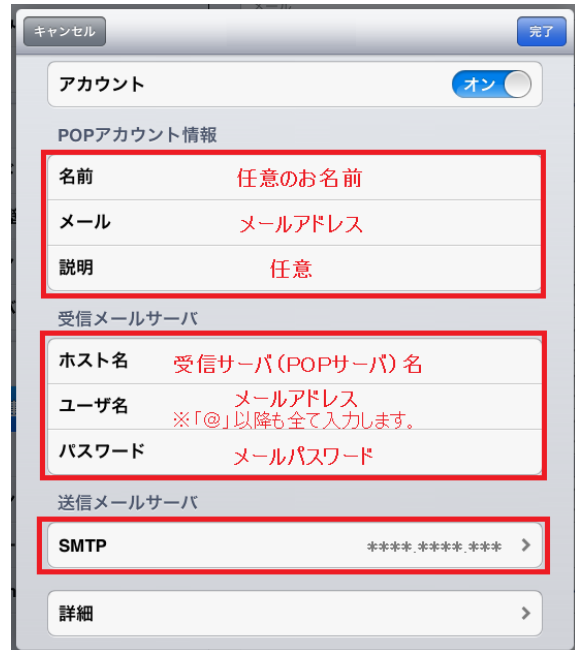 メール
キャンセル 完了
アカウント オン
POPアカウント情報
名前 任意のお名前
メール メールアドレス
説明 任意
受信メールサーバ
ホスト名 受信サーバ(POPサーバ)名
ユーザ名 メールアドレス
※「@」以降も全て入力します。
パスワード メールパスワード
送信メールサーバ
SMTP ****.****.***
詳細